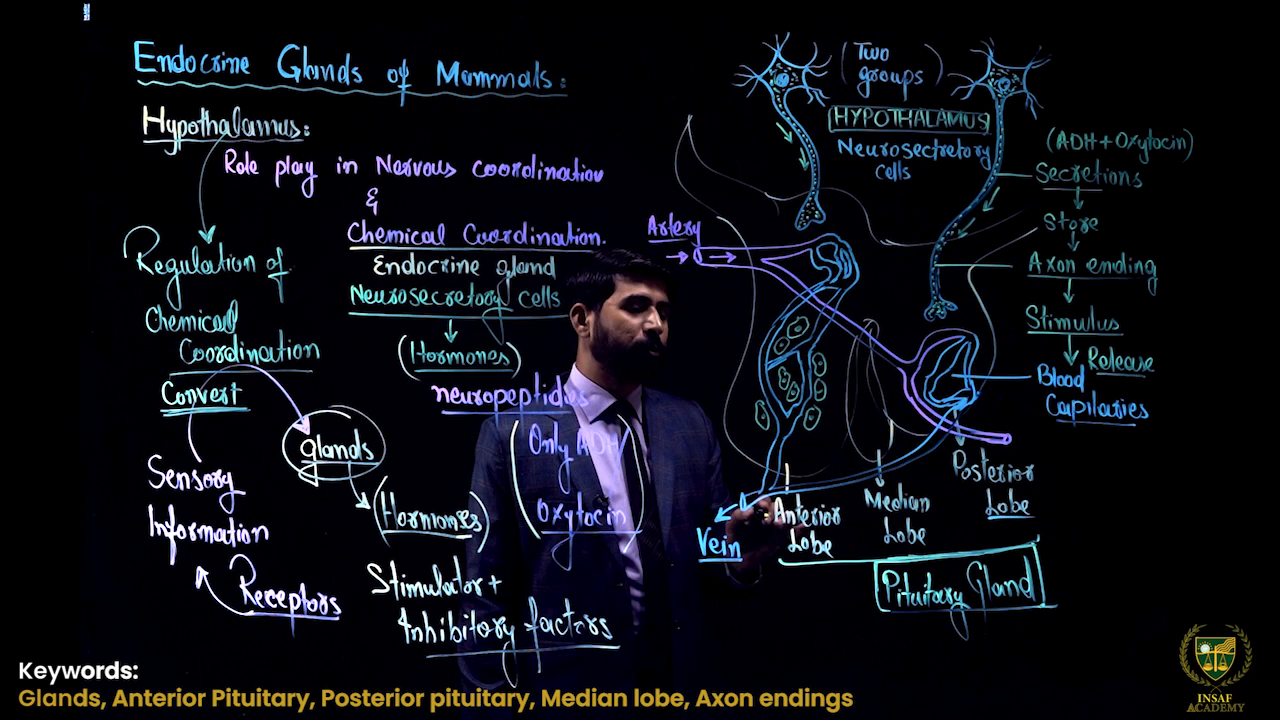 Endocrine Glands of Mammals:
Hypothalamus:
Role play in Nervous coordination
&
Chemical Coordination.
Endocrine gland
Neurosecretory cells
(Hormones)
neuropeptides
Only ADH
Oxytocin
Regulation of
Chemical
Coordination
Convert
glands
Sensory
Information
Receptors
(Hormones)
Stimulator +
Inhibitory factors
(Two
groups)
HYPOTHALAMUS
Neurosectretory
cells
(ADH + Oxytocin)
Secretions
Store
Axon ending
Stimulus
Release
Blood
Capilaries
Artery
Vein
Anterior
Lobe
Median
Lobe
Posterior
Lobe
Pituitary Gland
Keywords:
Glands, Anterior Pituitary, Posterior pituitary, Median lobe, Axon endings
INSAF
ACADEMY